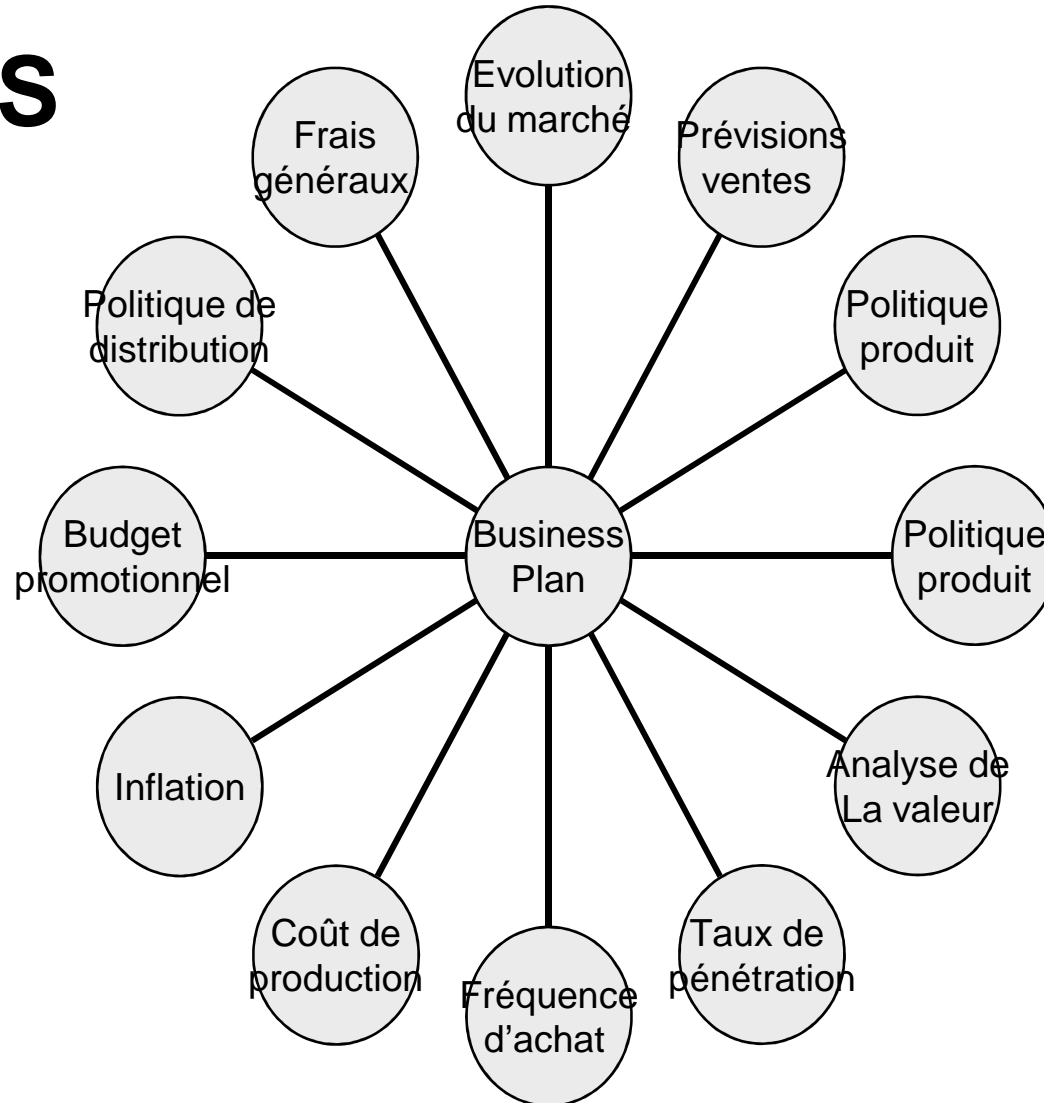 s
Evolution
du marché
Frais
généraux
Prévisions
ventes
Politique de
distribution
Politique
produit
Budget
promotionnel
Business
Plan
Politique
produit
Inflation
Analyse de
La valeur
Coût de
production
Taux de
pénétration
Fréquence
d'achat